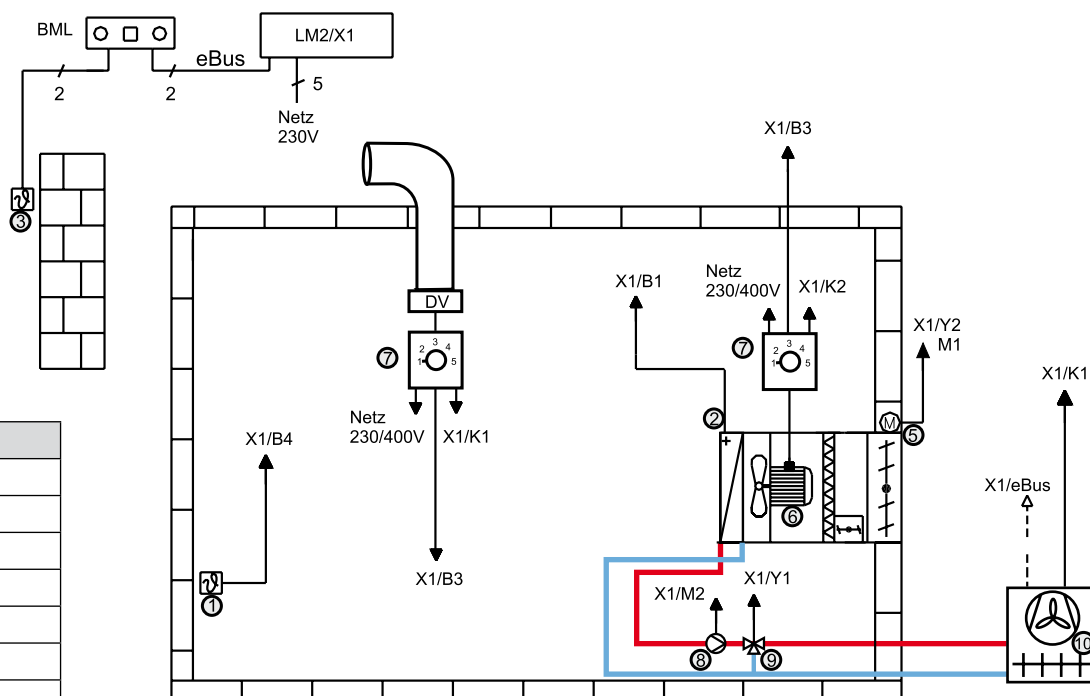 BML
LM2/X1
eBus
2
2
5
Netz
230V
X1/B3
3
X1/B1
Netz
230/400V
X1/K2
DV
X1/Y2
M1
7
1 2 3 4 5
7
1 2 3 4 5
X1/K1
Netz
230/400V
X1/K1
2
M
5
X1/B4
+
X1/eBus
6
X1/B3
1
X1/M2
X1/Y1
8
9
10